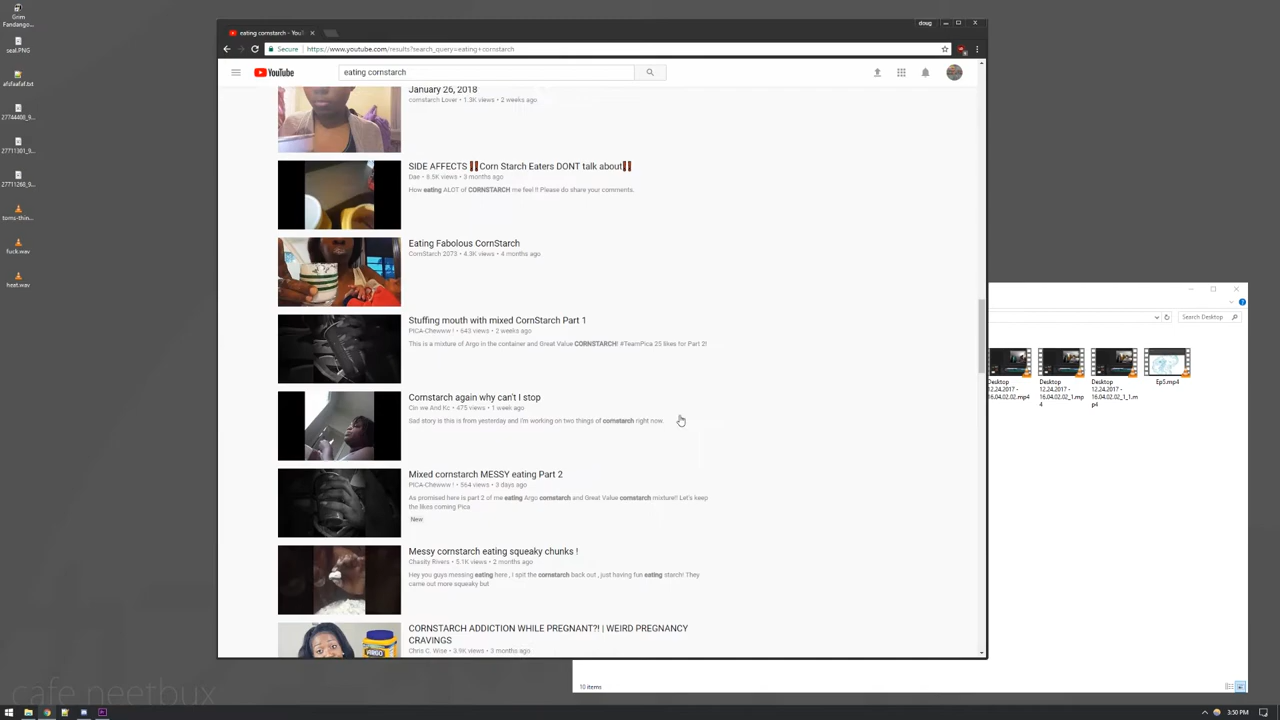 Grim
Fandango...
seal.PNG
afdafaf.txt
27744408_9...
27711301_9...
27711268_9...
toms-thin...
fuck.wav
heat.wav
eating cornstarch - You
doug
Secure
https://www.youtube.com/results?search_query=eating+cornstarch
YouTube
eating cornstarch
January 26, 2018
cornstarch Lover • 1.3K views • 2 weeks ago
SIDE AFFECTS ‼Corn Starch Eaters DONT talk about‼
Dae • 8.5K views • 3 months ago
How eating ALOT of CORNSTARCH me feel !! Please do share your comments.
Eating Fabolous CornStarch
CornStarch 2073 • 4.3K views • 4 months ago
Stuffing mouth with mixed CornStarch Part 1
PICA-Chewww ! • 643 views • 2 weeks ago
This is a mixture of Argo in the container and Great Value CORNSTARCH! #TeamPica 25 likes for Part 2!
Cornstarch again why can't I stop
Cin we And Kc • 475 views • 1 week ago
Sad story is this is from yesterday and I'm working on two things of cornstarch right now.
Mixed cornstarch MESSY eating Part 2
PICA-Chewww ! • 564 views • 3 days ago
As promised here is part 2 of me eating Argo cornstarch and Great Value cornstarch mixture!! Let's keep
the likes coming Pica
New
Messy cornstarch eating squeaky chunks !
Chasity Rivers • 5.1K views • 2 months ago
Hey you guys messing eating here , I spit the cornstarch back out , just having fun eating starch! They
came out more squeaky but
CORNSTARCH ADDICTION WHILE PREGNANT?! | WEIRD PREGNANCY
CRAVINGS
Chris C. Wise • 3.9K views • 3 months ago
ARGO
Search Desktop
Desktop
12.24.2017 -
16.04.02.02.mp4
Desktop
12.24.2017 -
16.04.02.02_1.mp
4
Desktop
12.24.2017 -
16.04.02.02_1_1.m
p4
Ep5.mp4
10 items
cafe.neetbux
3:50 PM